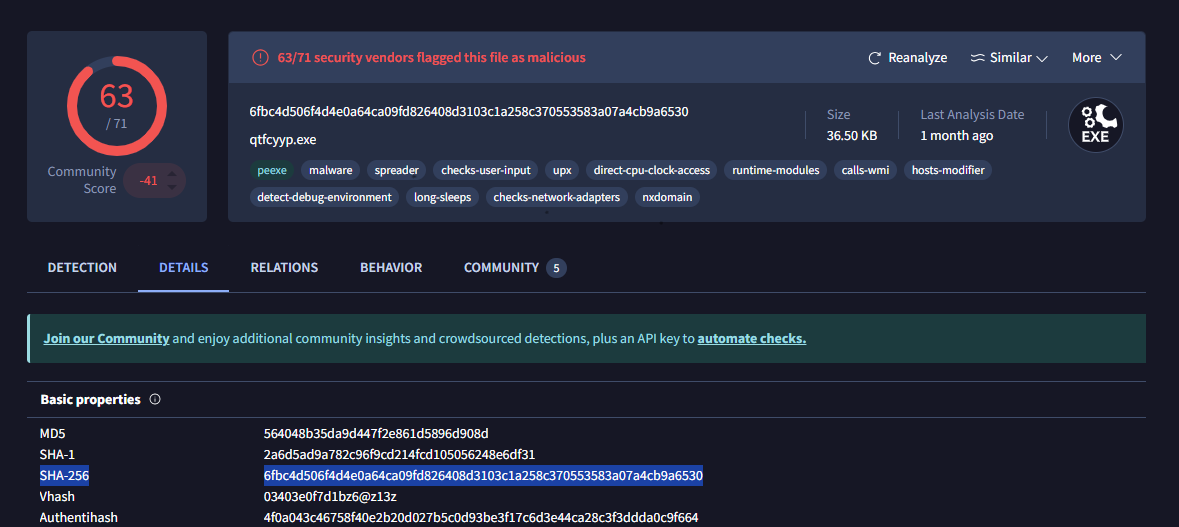 63
/ 71
Community
Score
-41
63/71 security vendors flagged this file as malicious
Reanalyze
Similar
More
6fbc4d506f4d4e0a64ca09fd826408d3103c1a258c370553583a07a4cb9a6530
qtfcyyp.exe
Size
36.50 KB
Last Analysis Date
1 month ago
EXE
peexe malware spreader checks-user-input upx direct-cpu-clock-access runtime-modules calls-wmi hosts-modifier
detect-debug-environment long-sleeps checks-network-adapters nxdomain
DETECTION DETAILS RELATIONS BEHAVIOR COMMUNITY 5
Join our Community and enjoy additional community insights and crowdsourced detections, plus an API key to automate checks.
Basic properties
MD5 564048b35da9d447f2e861d5896d908d
SHA-1 2a6d5ad9a782c96f9cd214fcd105056248e6df31
SHA-256 6fbc4d506f4d4e0a64ca09fd826408d3103c1a258c370553583a07a4cb9a6530
Vhash 03403e0f7d1bz6@z13z
Authentihash 4f0a043c46758f40e2b20d027b5c0d93be3f17c6d3e44ca28c3f3ddda0c9f664